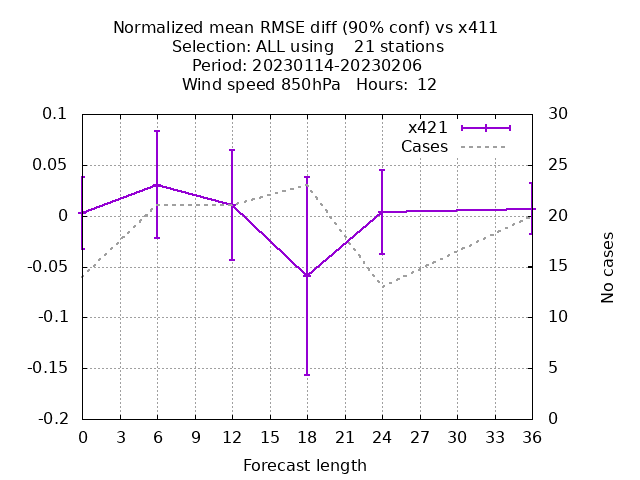 Normalized mean RMSE diff (90% conf) vs x411
Selection: ALL using    21 stations
Period: 20230114-20230206
Wind speed 850hPa   Hours:  12
x421
Cases
0.1
0.05
0
-0.05
-0.1
-0.15
-0.2
30
25
20
15
10
5
0
No cases
0 3 6 9 12 15 18 21 24 27 30 33 36
Forecast length